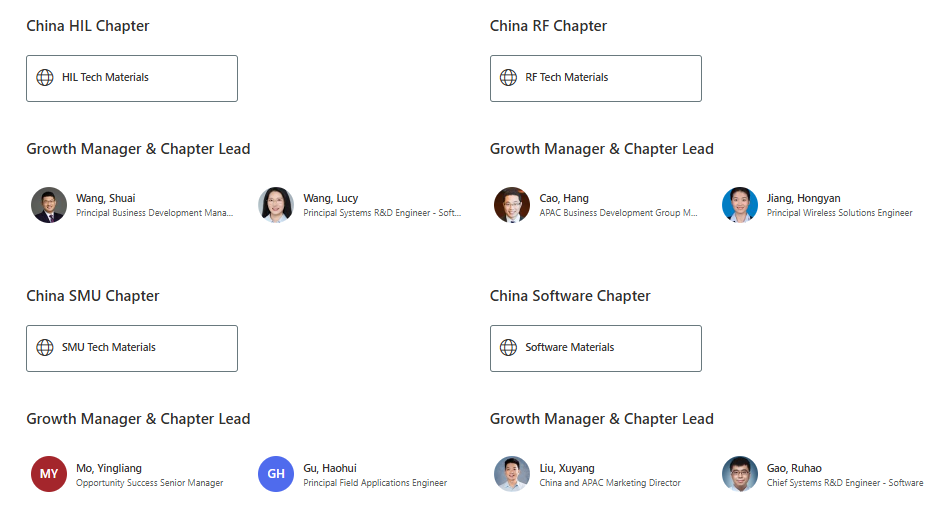 China HIL Chapter
China RF Chapter
HIL Tech Materials
RF Tech Materials
Growth Manager & Chapter Lead
Growth Manager & Chapter Lead
Wang, Shuai
Principal Business Development Mana...
Wang, Lucy
Principal Systems R&D Engineer - Soft...
Cao, Hang
APAC Business Development Group M...
Jiang, Hongyan
Principal Wireless Solutions Engineer
China SMU Chapter
China Software Chapter
SMU Tech Materials
Software Materials
Growth Manager & Chapter Lead
Growth Manager & Chapter Lead
MY
Mo, Yingliang
Opportunity Success Senior Manager
GH
Gu, Haohui
Principal Field Applications Engineer
Liu, Xuyang
China and APAC Marketing Director
Gao, Ruhao
Chief Systems R&D Engineer - Software